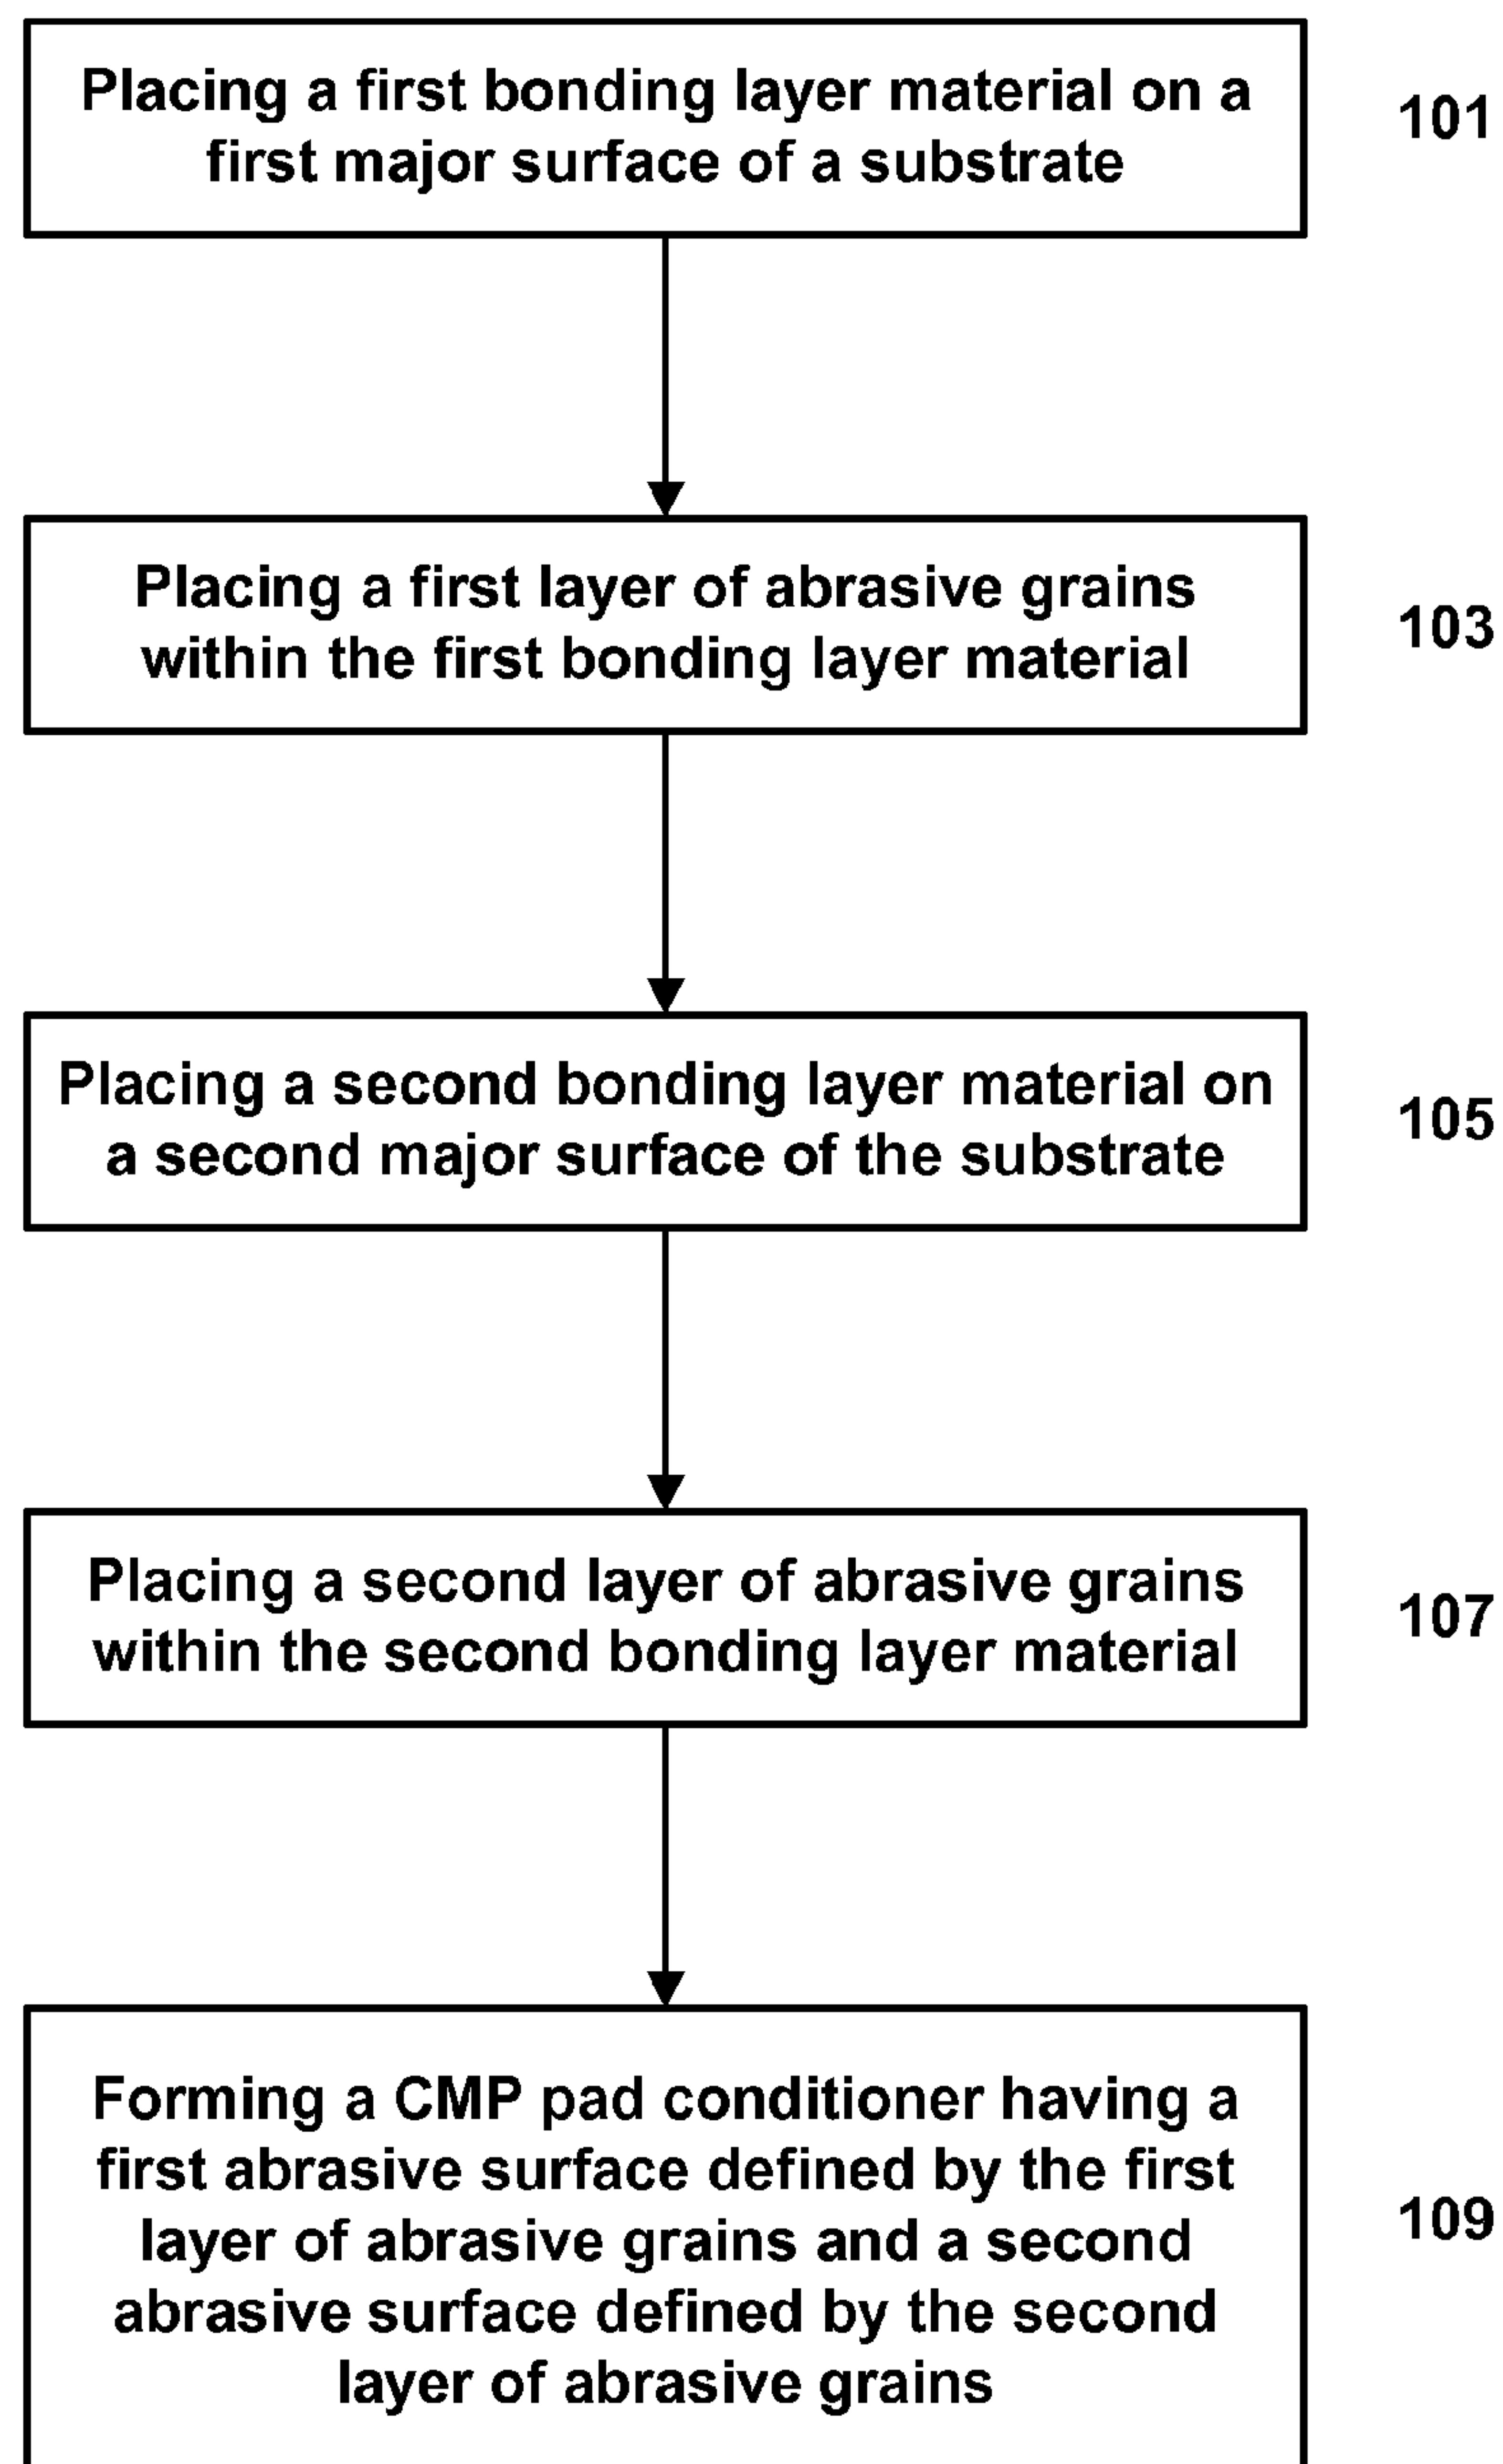 Placing a first bonding layer material on a
first major surface of a substrate
101
Placing a first layer of abrasive grains
within the first bonding layer material
103
Placing a second bonding layer material on
a second major surface of the substrate
105
Placing a second layer of abrasive grains
within the second bonding layer material
107
Forming a CMP pad conditioner having a
first abrasive surface defined by the first
layer of abrasive grains and a second
abrasive surface defined by the second
layer of abrasive grains
109